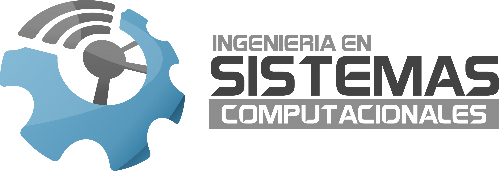 INGENIERIA EN
SISTEMAS
COMPUTACIONALES